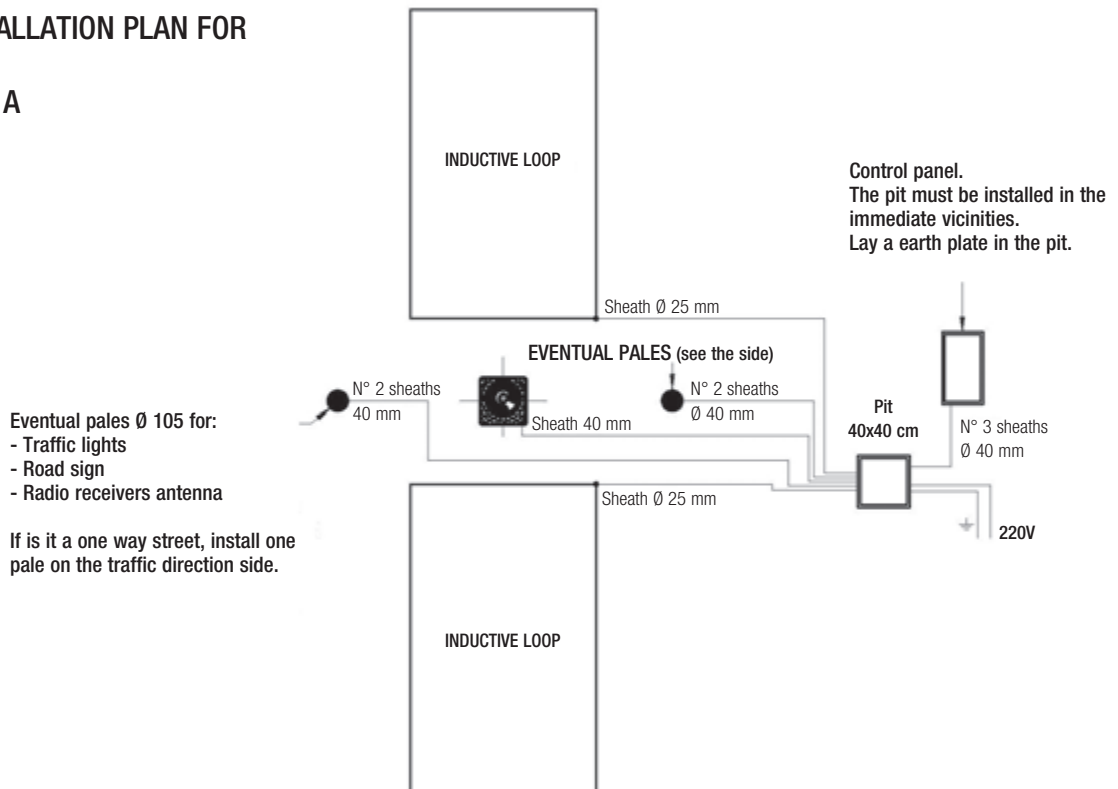 ALLATION PLAN FOR
A
INDUCTIVE LOOP
Control panel.
The pit must be installed in the
immediate vicinities.
Lay a earth plate in the pit.
Sheath Ø 25 mm
EVENTUAL PALES (see the side)
N° 2 sheaths
40 mm
Sheath 40 mm
N° 2 sheaths
Ø 40 mm
Pit
40x40 cm
N° 3 sheaths
Ø 40 mm
Eventual pales Ø 105 for:
- Traffic lights
- Road sign
- Radio receivers antenna
If is it a one way street, install one
pale on the traffic direction side.
Sheath Ø 25 mm
220V
INDUCTIVE LOOP